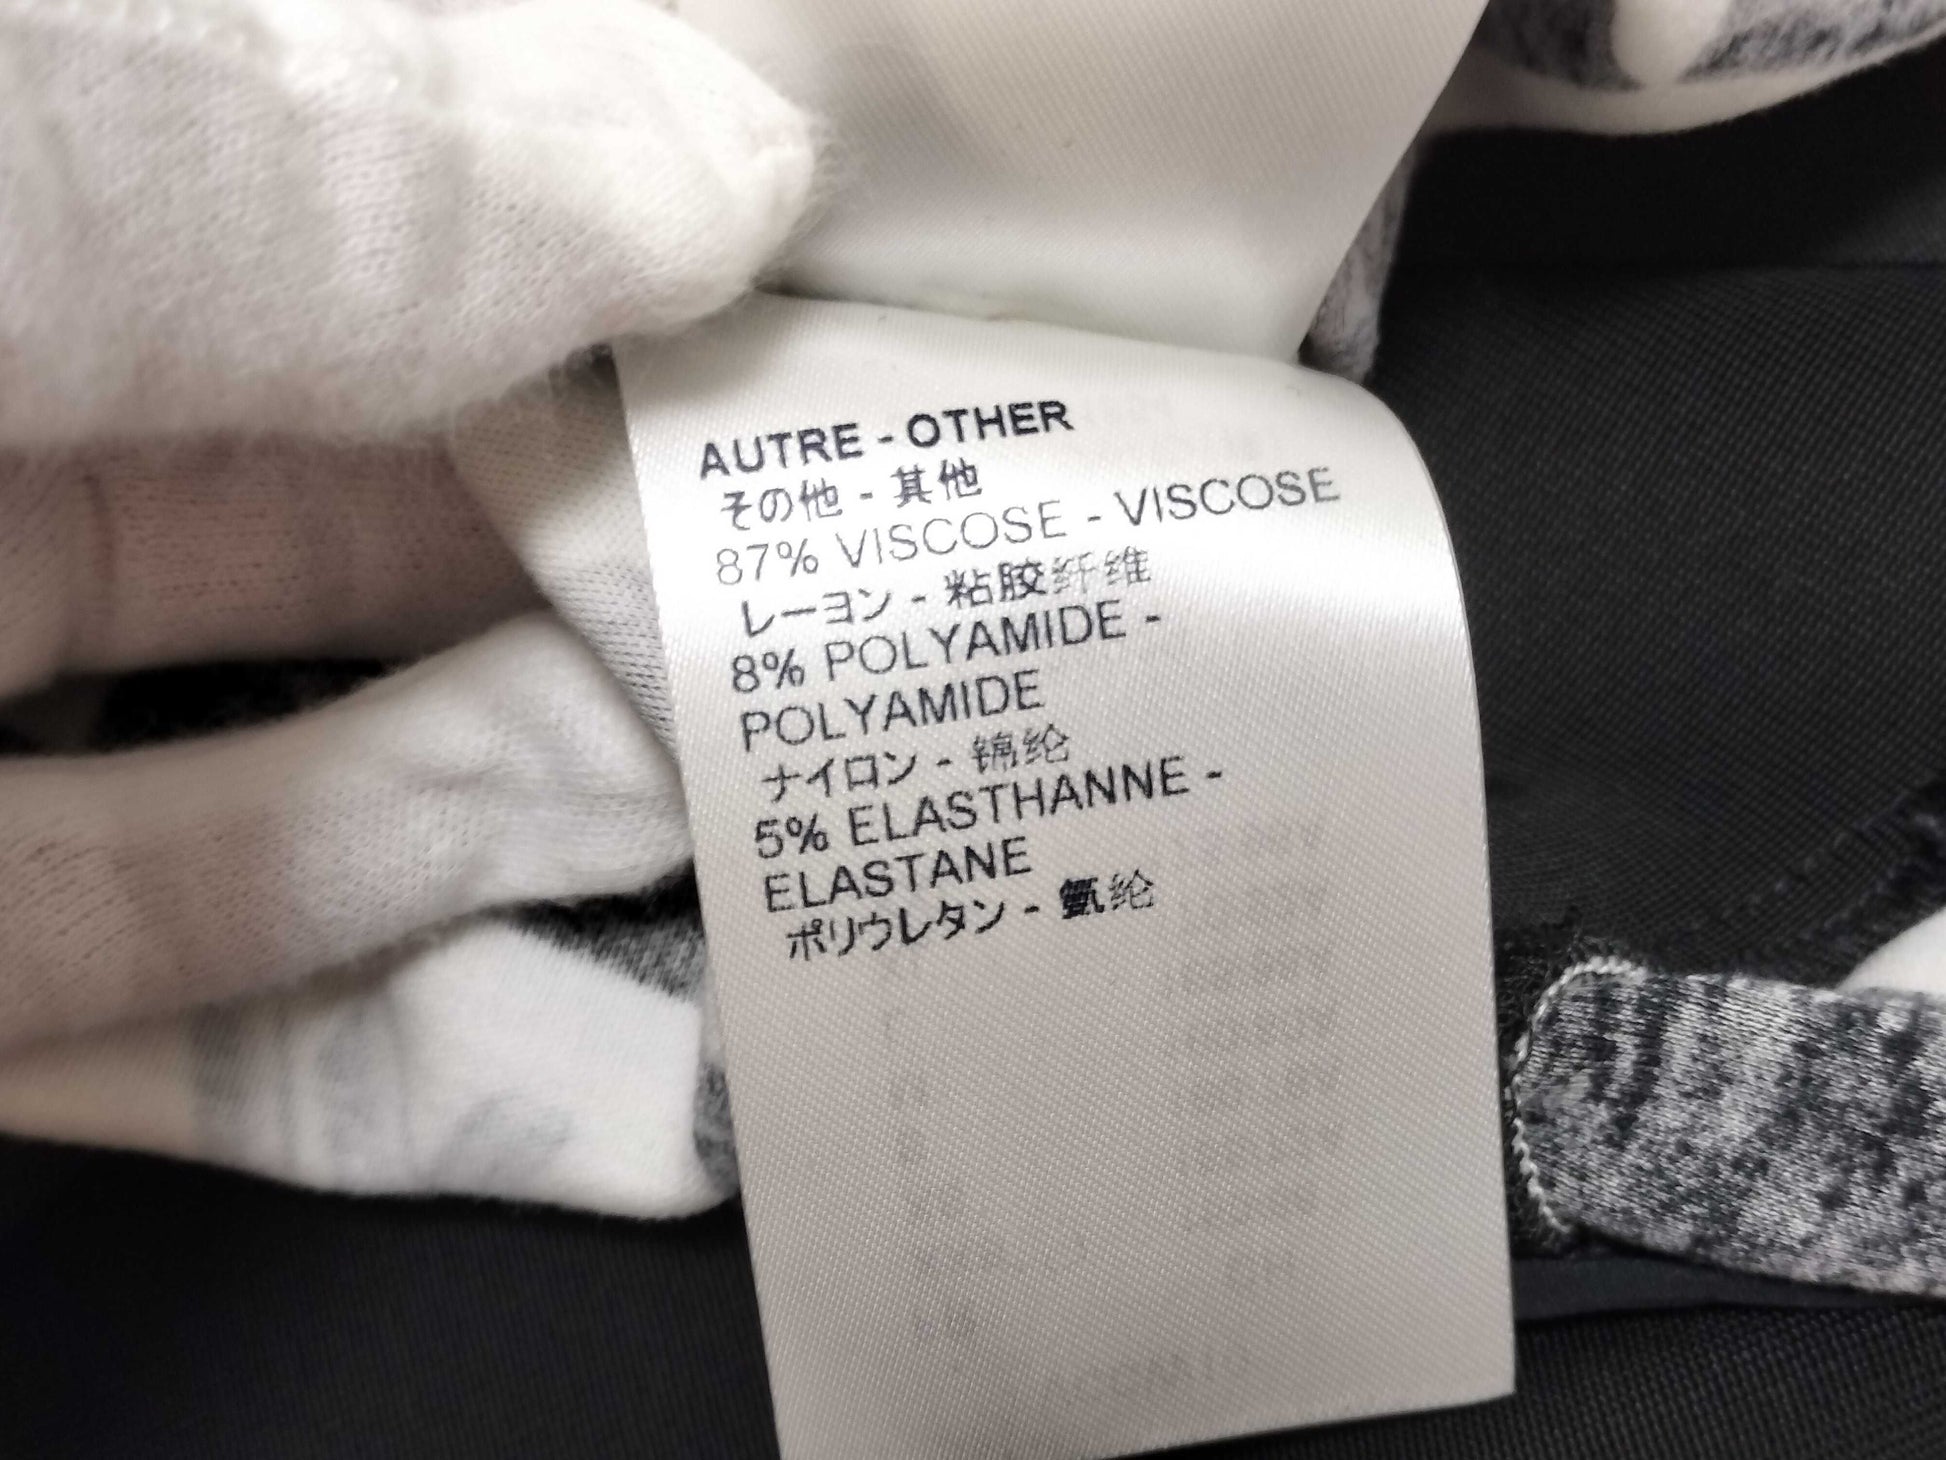 AUTRE - OTHER
その他 - 其他
87% VISCOSE - VISCOSE
レーヨン - 粘胶纤维
8% POLYAMIDE -
POLYAMIDE
ナイロン - 锦纶
5% ELASTHANNE -
ELASTANE
ポリウレタン - 氨纶